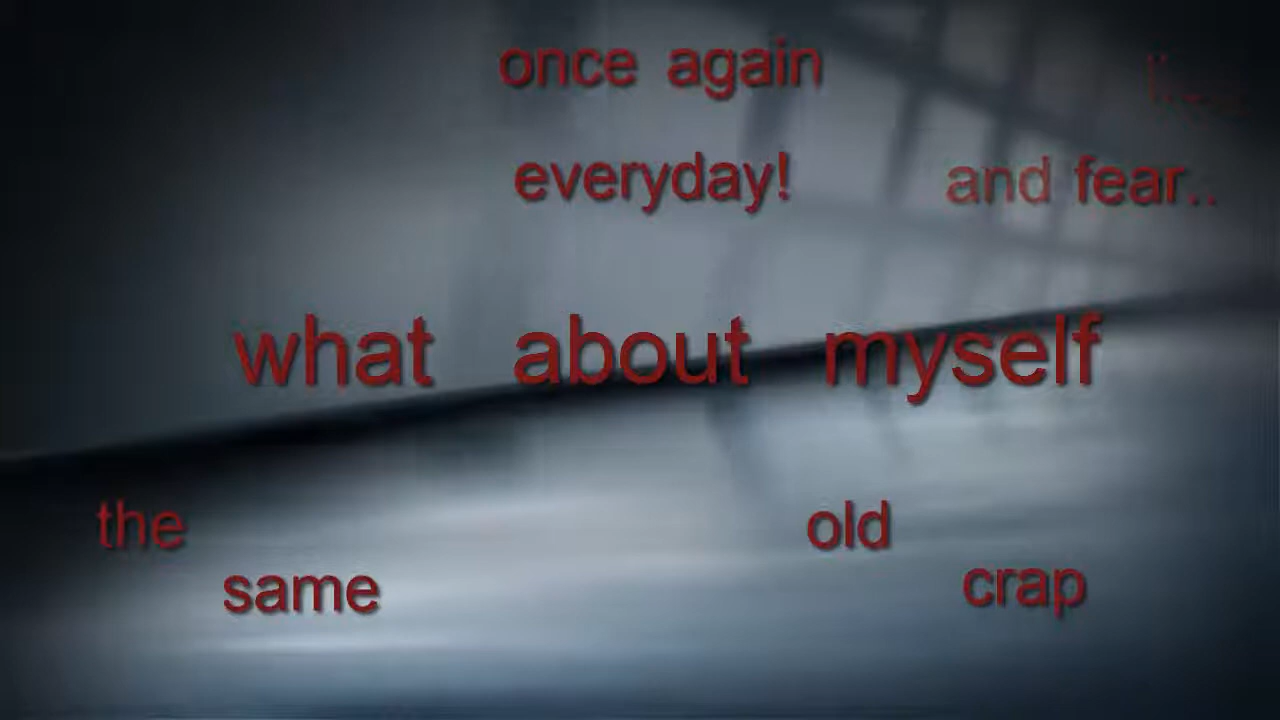 once again
everyday!
and fear..
what about myself
the
same
old
crap